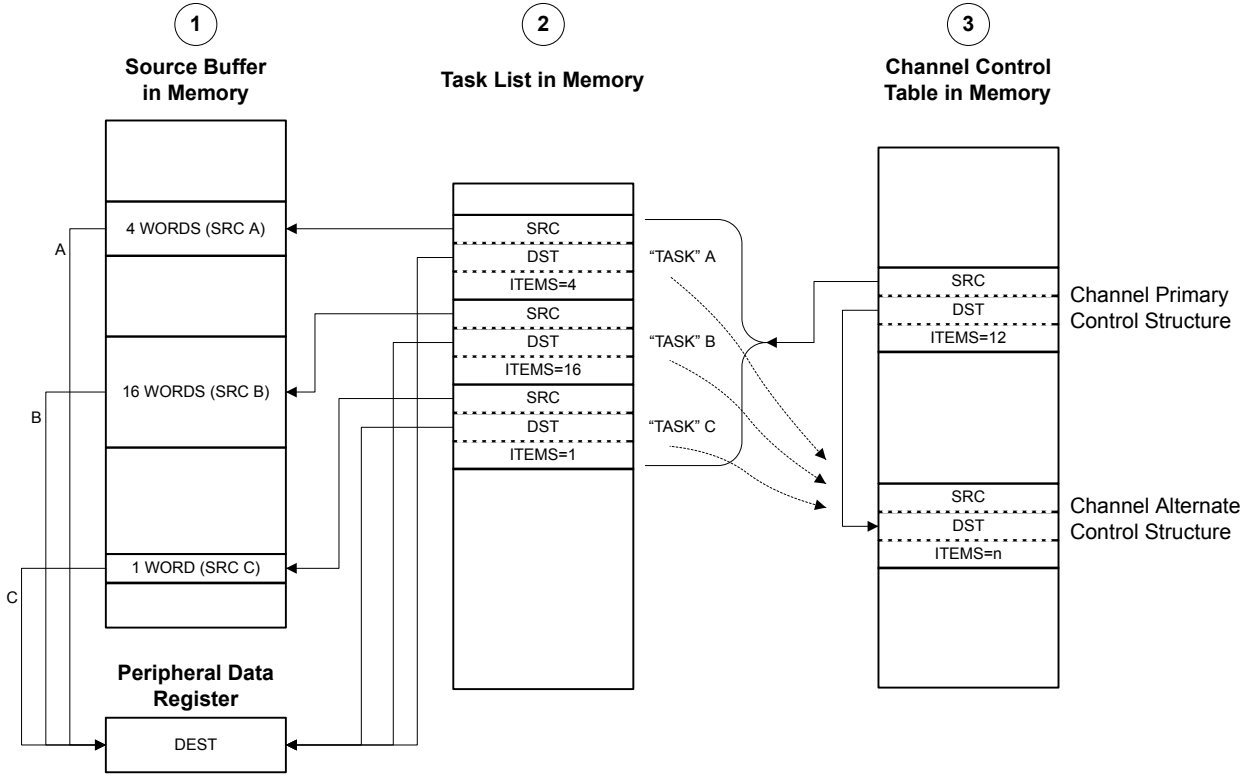 1
Source Buffer
in Memory
4 WORDS (SRC A)
16 WORDS (SRC B)
1 WORD (SRC C)
A
B
C
Peripheral Data
Register
DEST
2
Task List in Memory
SRC
DST
ITEMS=4
SRC
DST
ITEMS=16
SRC
DST
ITEMS=1
“TASK” A
“TASK” B
“TASK” C
3
Channel Control
Table in Memory
SRC
DST
ITEMS=12
Channel Primary
Control Structure
SRC
DST
ITEMS=n
Channel Alternate
Control Structure